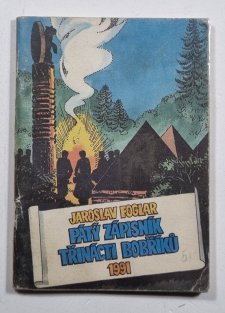 JAROSLAV FOGLAR
PÁTÝ ZÁPISNÍK
TŘINÁCTI BOBŘÍKŮ
1991